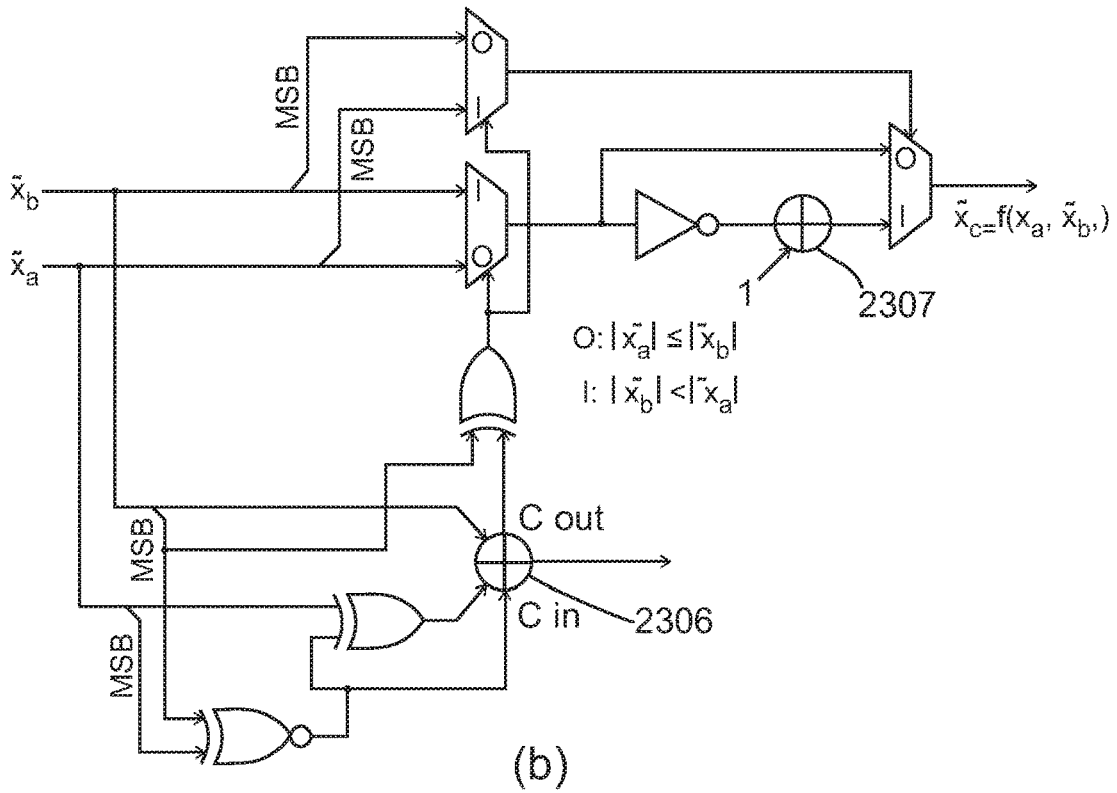 MSB
MSB
O
I
x̃b
x̃a
I
O
O
I
x̃c=f(xa, x̃b,)
1
2307
O: |x̃a| ≤ |x̃b|
I: |x̃b| < |x̃a|
MSB
C out
C in
2306
MSB
(b)